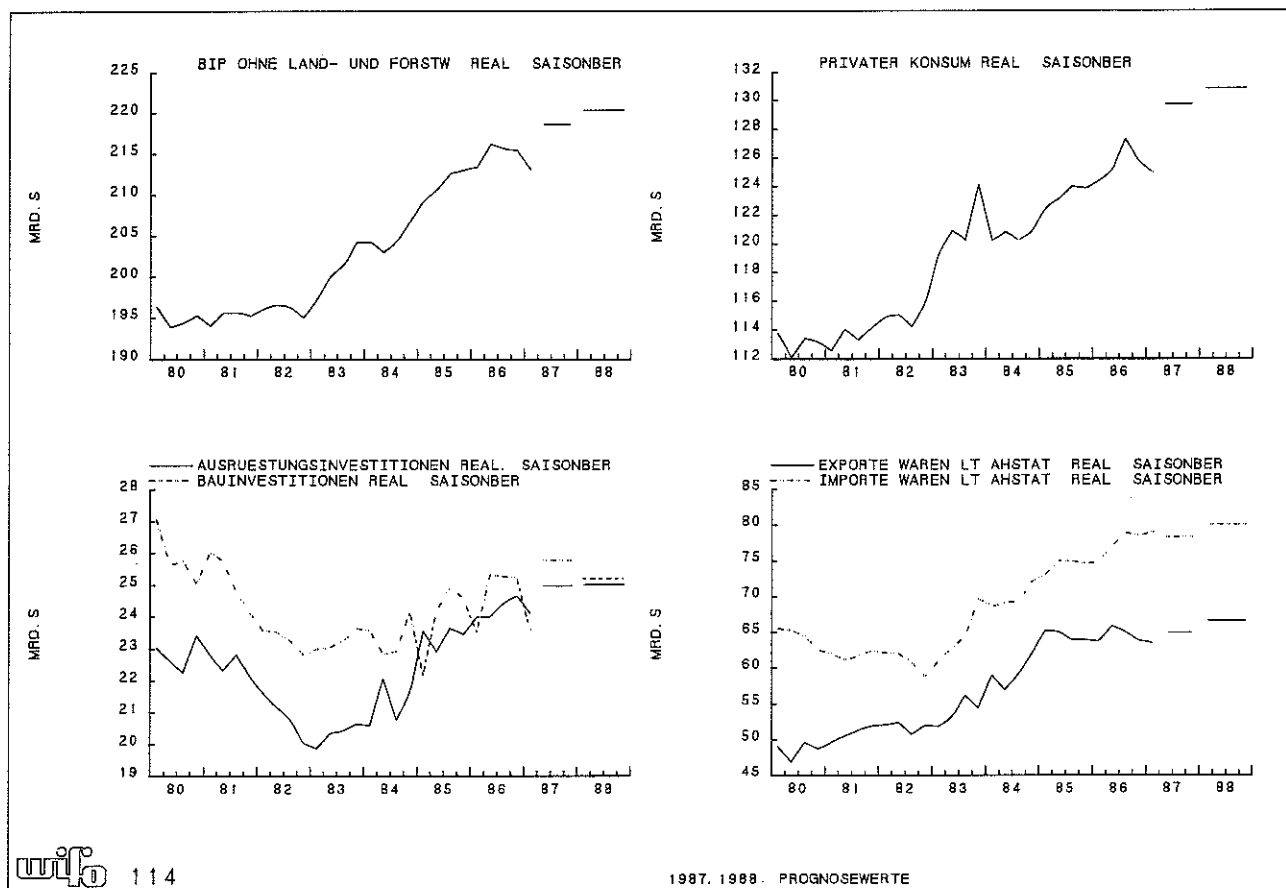 BIP OHNE LAND- UND FORSTW REAL SAISONBER
225
220
215
210
205
200
195
190
MRD. S
80 81 82 83 84 85 86 87 88
PRIVATER KONSUM REAL SAISONBER
132
130
128
126
124
122
120
118
116
114
112
MRD. S
80 81 82 83 84 85 86 87 88
AUSRUESTUNGSINVESTITIONEN REAL. SAISONBER
BAUINVESTITIONEN REAL SAISONBER
28
27
26
25
24
23
22
21
20
19
MRD. S
80 81 82 83 84 85 86 87 88
EXPORTE WAREN LT AHSTAT REAL SAISONBER
IMPORTE WAREN LT AHSTAT REAL SAISONBER
85
80
75
70
65
60
55
50
45
MRD. S
80 81 82 83 84 85 86 87 88
wifo 114
1987, 1988. PROGNOSEWERTE